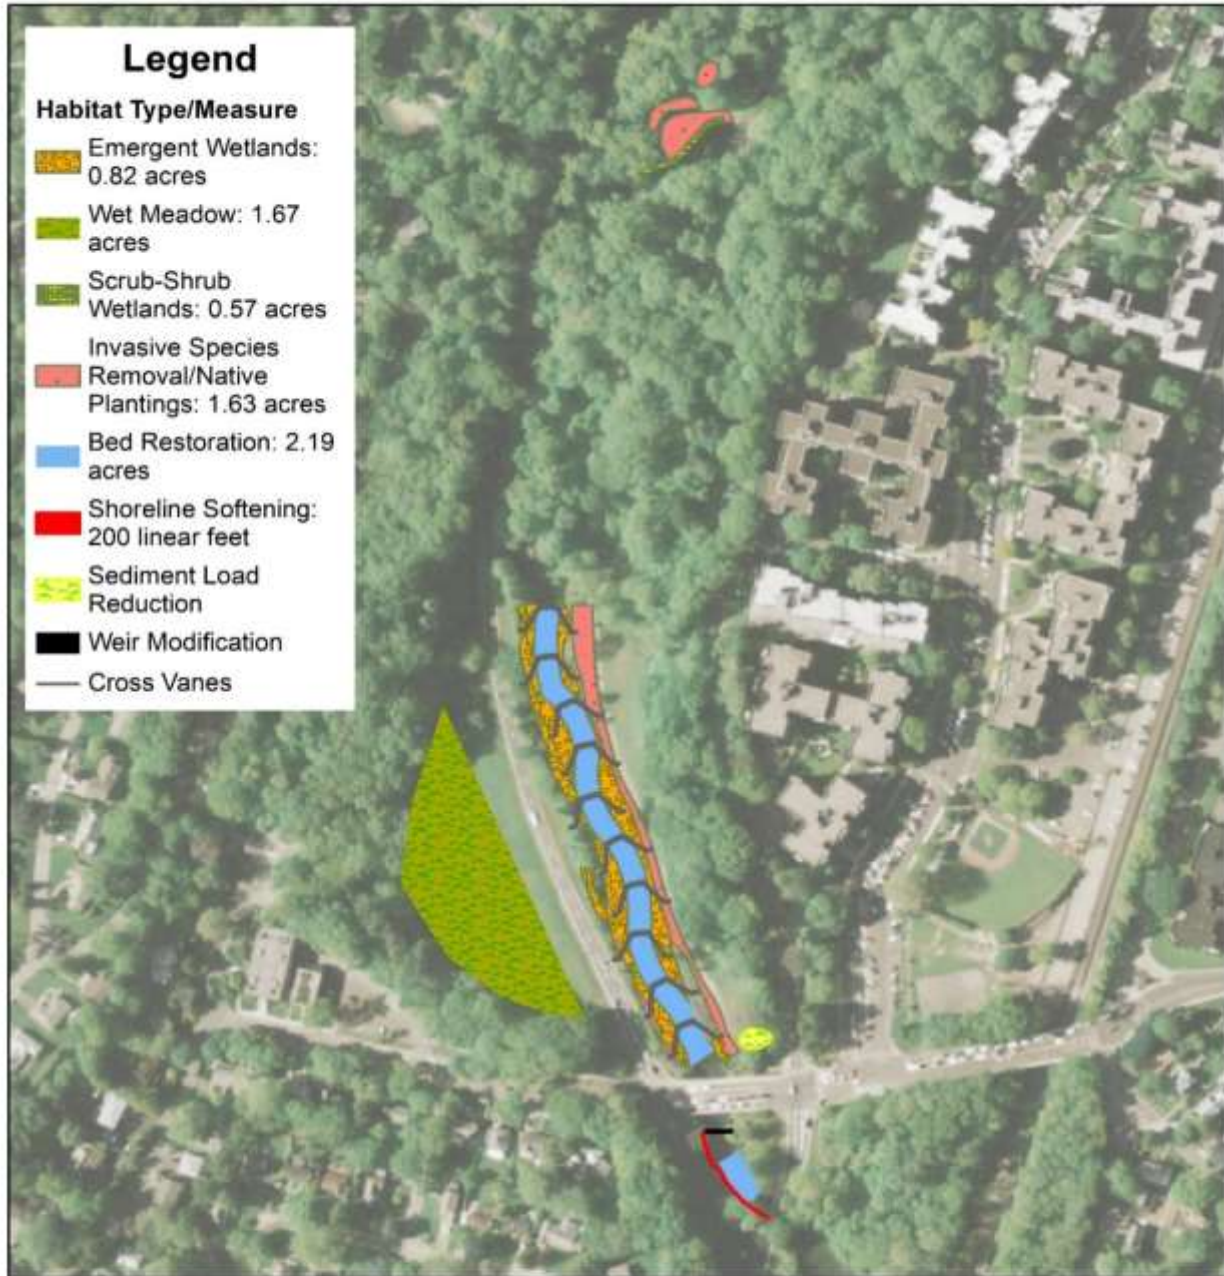 Legend
Habitat Type/Measure
Emergent Wetlands:
0.82 acres
Wet Meadow: 1.67
acres
Scrub-Shrub
Wetlands: 0.57 acres
Invasive Species
Removal/Native
Plantings: 1.63 acres
Bed Restoration: 2.19
acres
Shoreline Softening:
200 linear feet
Sediment Load
Reduction
Weir Modification
Cross Vanes